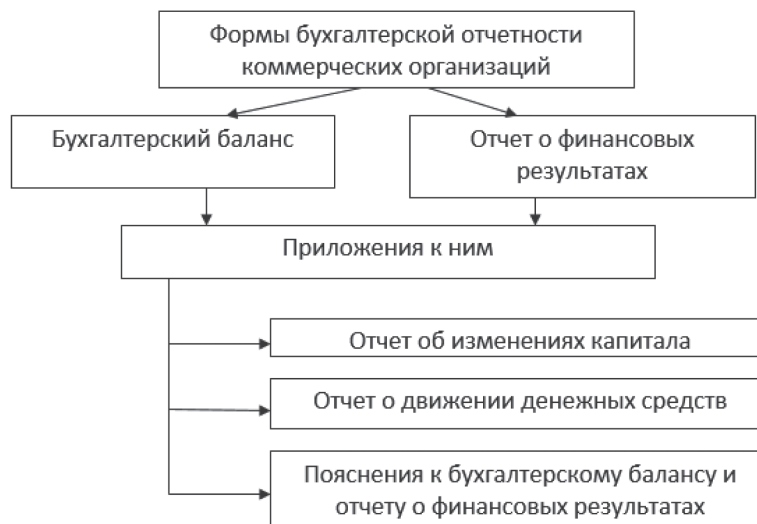 Формы бухгалтерской отчетности
коммерческих организаций
Бухгалтерский баланс
Отчет о финансовых
результатах
Приложения к ним
Отчет об изменениях капитала
Отчет о движении денежных средств
Пояснения к бухгалтерскому балансу и
отчету о финансовых результатах